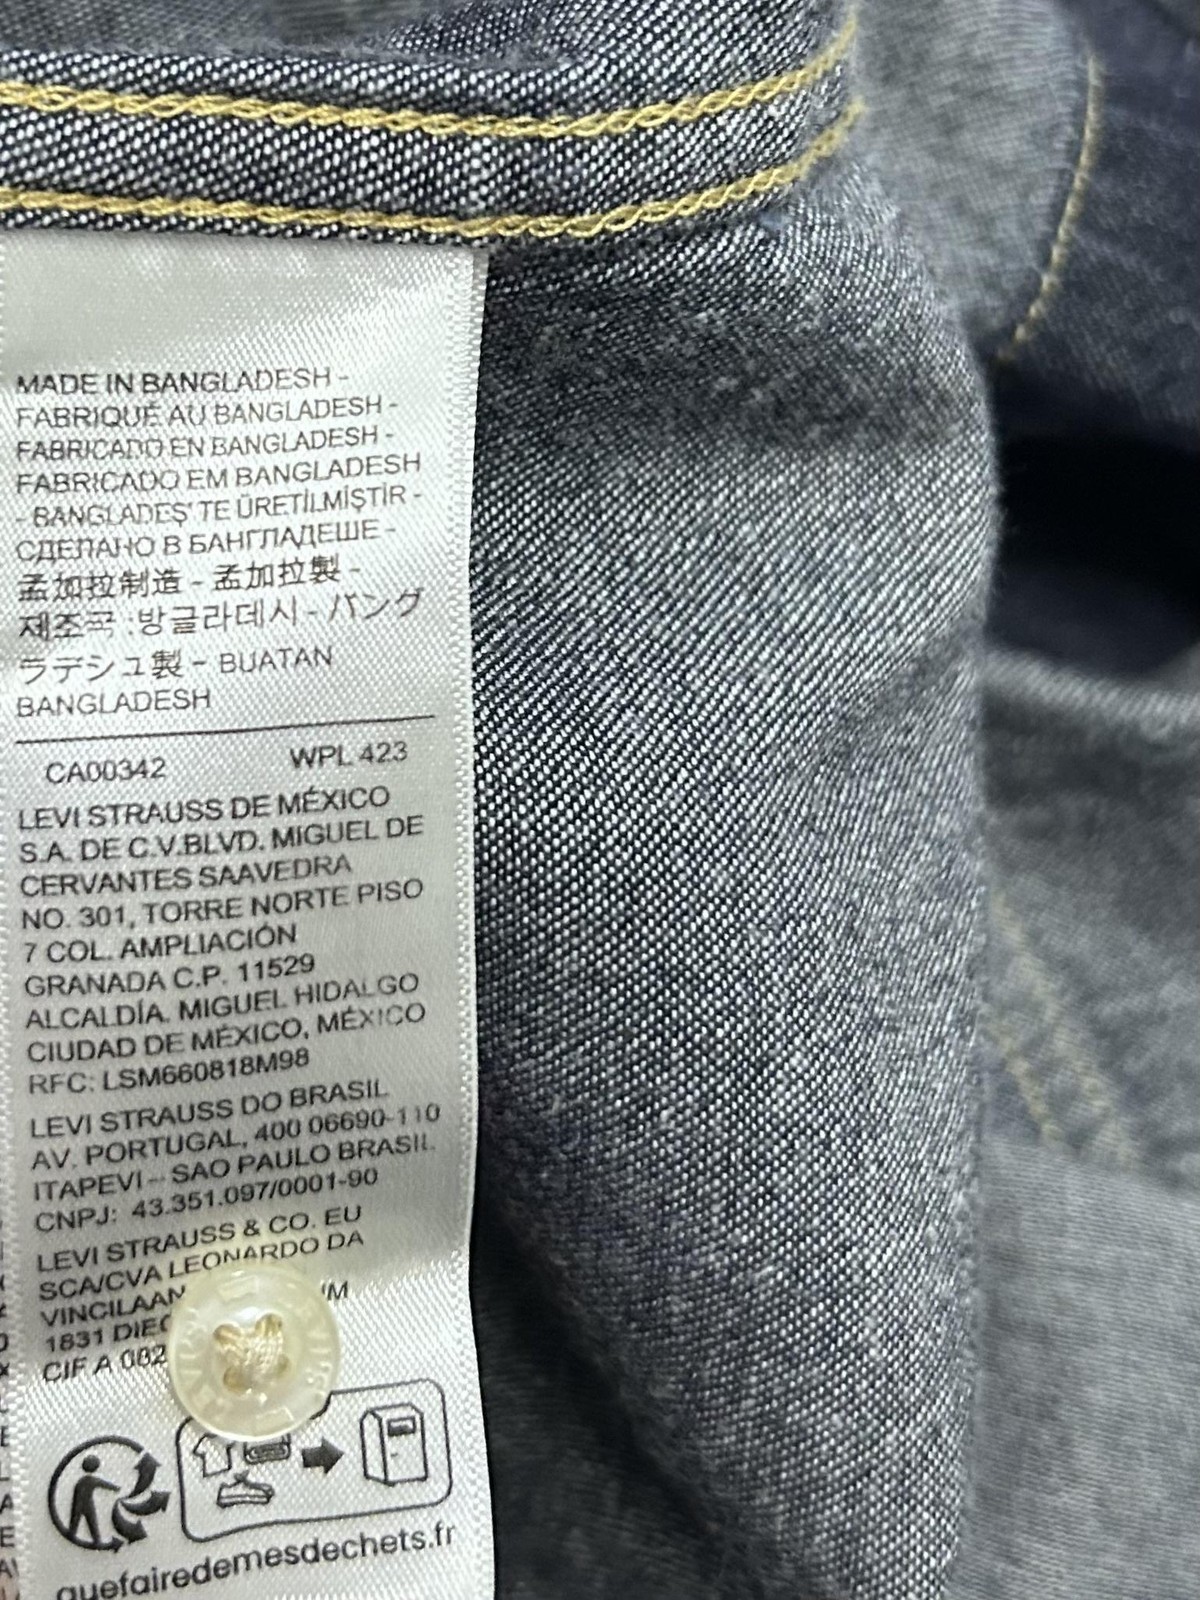 MADE IN BANGLADESH -
FABRIQUÉ AU BANGLADESH -
FABRICADO EN BANGLADESH -
FABRICADO EM BANGLADESH
- BANGLADEŞ' TE ÜRETİLMİŞTİR -
СДЕЛАНО В БАНГЛАДЕШЕ -
孟加拉制造 - 孟加拉製 -
제조국 :방글라데시 - バング
ラデシュ製 - BUATAN
BANGLADESH
CA00342 WPL 423
LEVI STRAUSS DE MÉXICO
S.A. DE C.V.BLVD. MIGUEL DE
CERVANTES SAAVEDRA
NO. 301, TORRE NORTE PISO
7 COL. AMPLIACIÓN
GRANADA C.P. 11529
ALCALDÍA. MIGUEL HIDALGO
CIUDAD DE MÉXICO, MÉXICO
RFC: LSM660818M98
LEVI STRAUSS DO BRASIL
AV. PORTUGAL, 400 06690-110
ITAPEVI - SAO PAULO BRASIL.
CNPJ: 43.351.097/0001-90
LEVI STRAUSS & CO. EU
SCA/CVA LEONARDO DA
1831
CIF A
quefairedemesdechets.fr